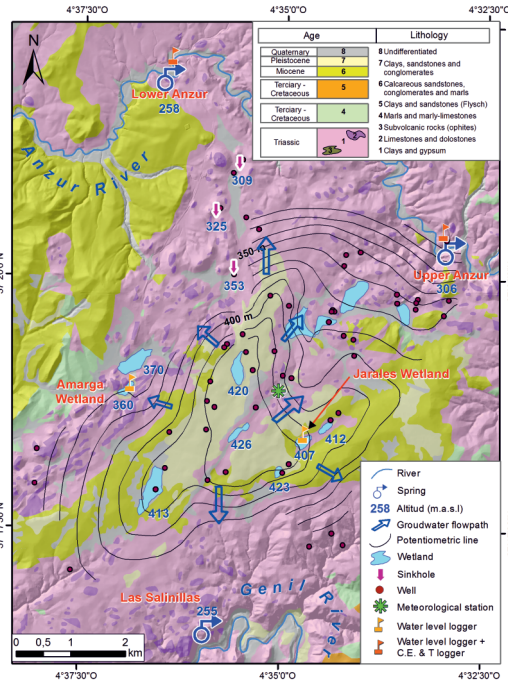 4°37'30"O 4°35'00"O 4°32'30"O
N
Age Lithology
Quaternary 8 8 Undifferentiated
Pleistocene 7 7 Clays, sandstones and
conglomerates
Miocene 6 6 Calcareous sandstones,
conglomerates and marls
Terciary -
Cretaceous 5 5 Clays and sandstones (Flysch)
Terciary -
Cretaceous 4 4 Marls and marly-limestones
3 Subvolcanic rocks (ophites)
Triassic 1 2 Limestones and dolostones
1 Clays and gypsum
Lower Anzur
258
Anzur River
309
325
350 m
353
Upper Anzur
306
400 m
370
Amarga
Wetland
360
420
Jarales Wetland
426
412
407
423
413
Las Salinillas
255
Genil River
River
Spring
258 Altitud (m.a.s.l)
Groudwater flowpath
Potentiometric line
Wetland
Sinkhole
Well
Meteorological station
Water level logger
Water level logger +
C.E. & T logger
0 0,5 1 2
km
4°37'30"O 4°35'00"O 4°32'30"O